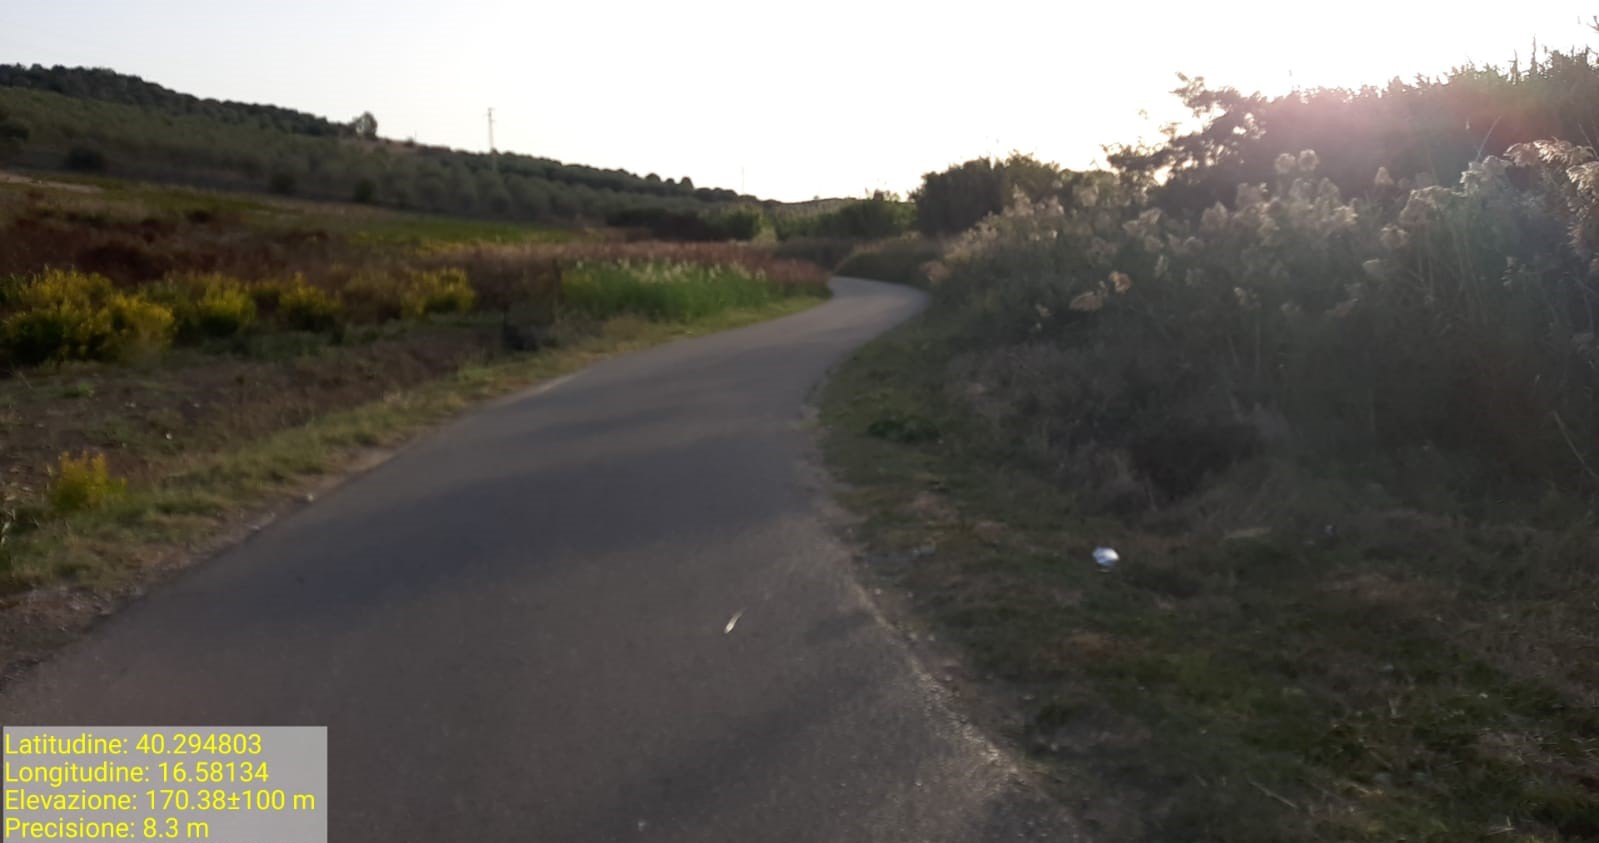 Latitudine: 40.294803
Longitudine: 16.58134
Elevazione: 170.38±100 m
Precisione: 8.3 m